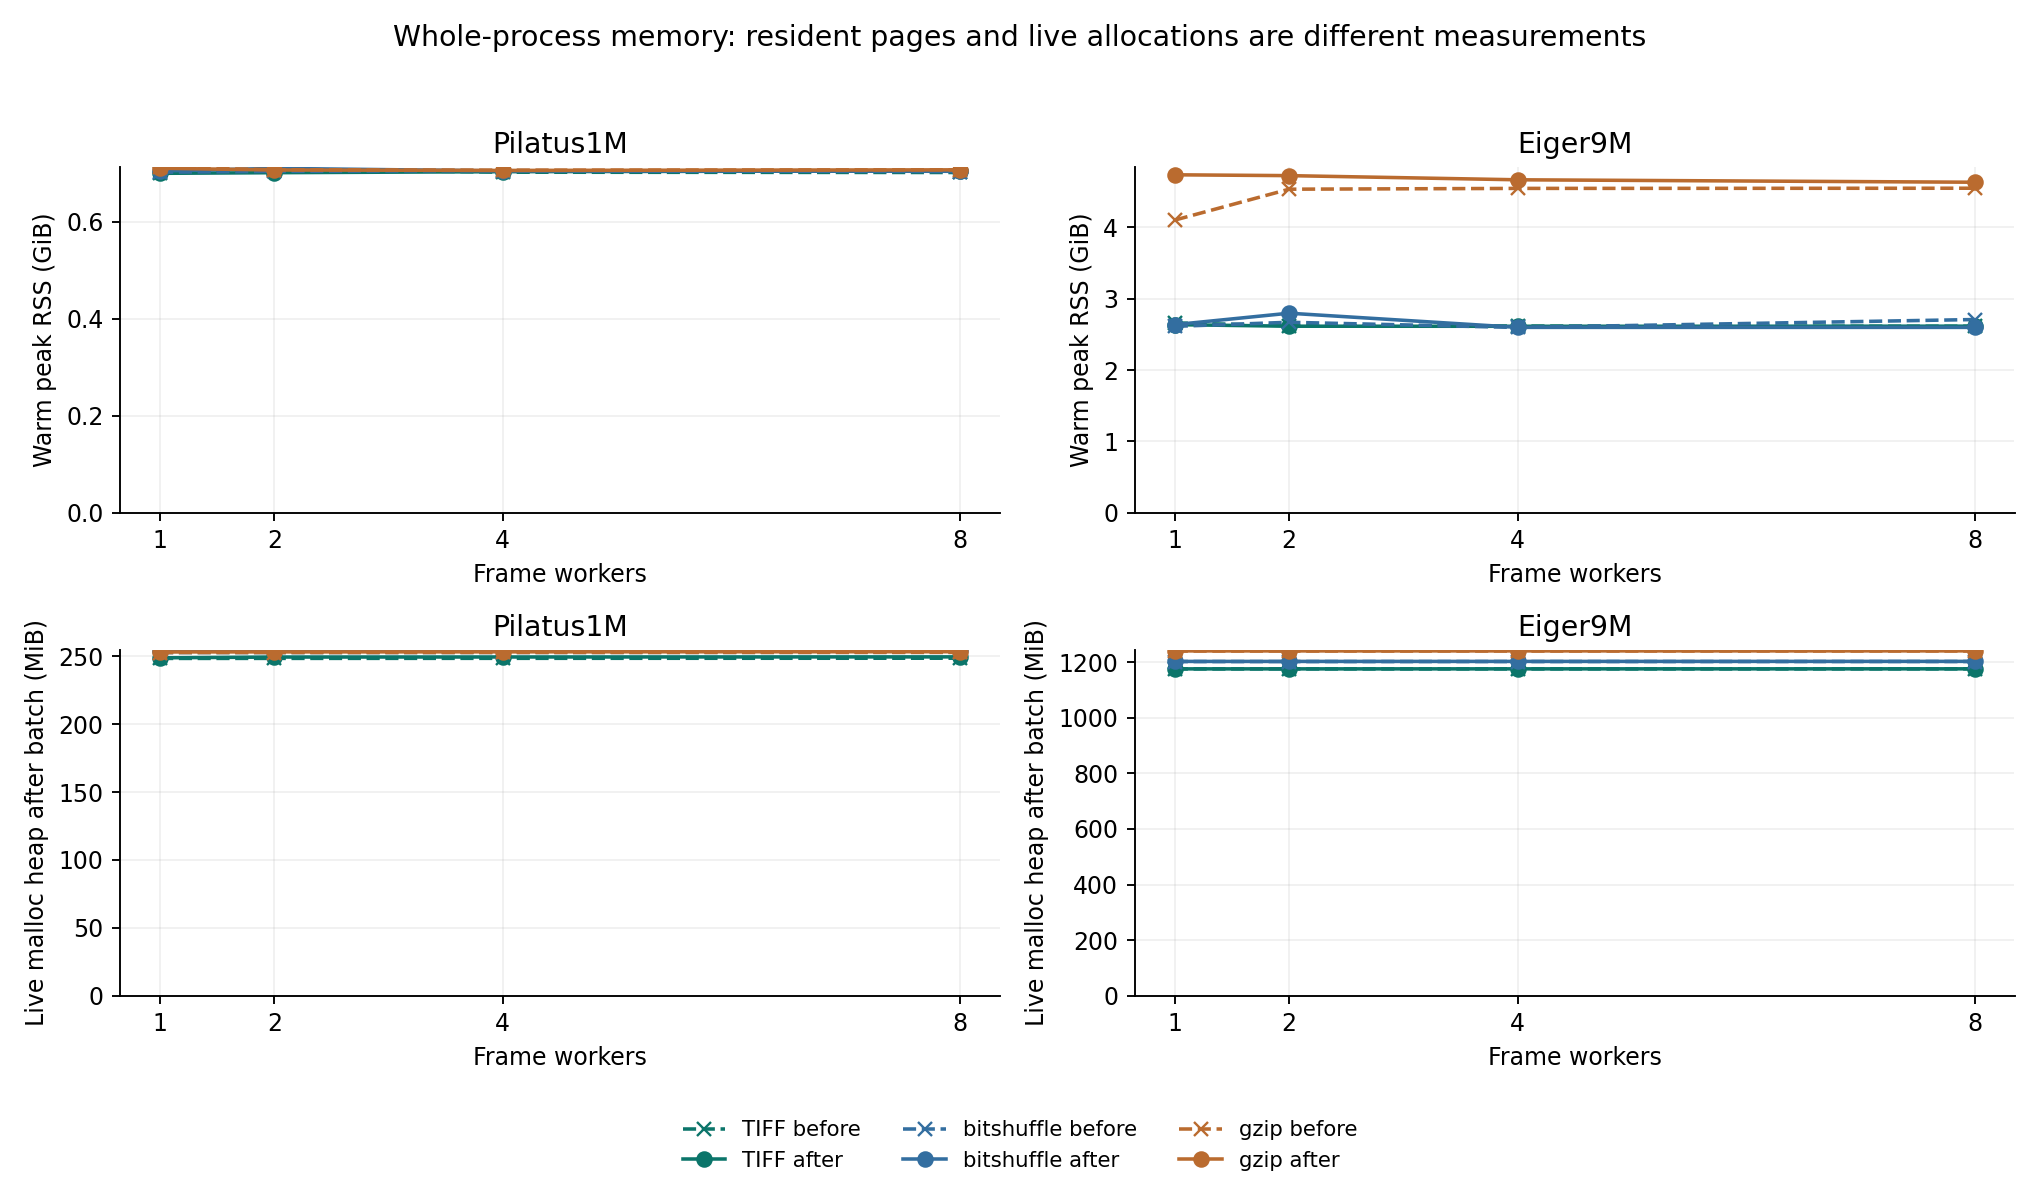 Whole-process memory: resident pages and live allocations are different measurements
Pilatus1M
Warm peak RSS (GiB)
0.6
0.4
0.2
0.0
1 2 4 8
Frame workers
Eiger9M
Warm peak RSS (GiB)
4
3
2
1
0
1 2 4 8
Frame workers
Pilatus1M
Live malloc heap after batch (MiB)
250
200
150
100
50
0
1 2 4 8
Frame workers
Eiger9M
Live malloc heap after batch (MiB)
1200
1000
800
600
400
200
0
1 2 4 8
Frame workers
TIFF before
TIFF after
bitshuffle before
bitshuffle after
gzip before
gzip after